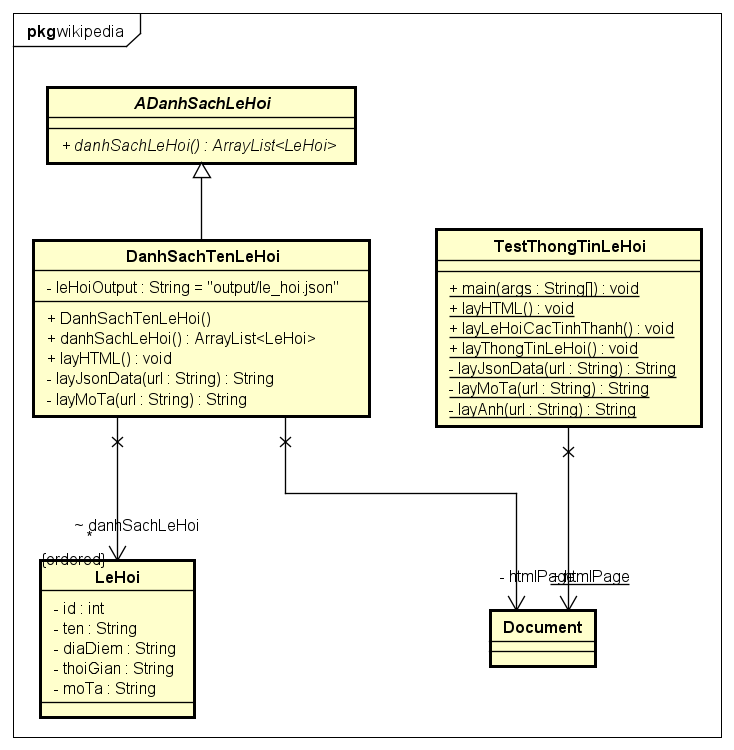 pkg wikipedia
ADanhSachLeHoi
+ danhSachLeHoi() : ArrayList<LeHoi>
DanhSachTenLeHoi
- leHoiOutput : String = "output/le_hoi.json"
+ DanhSachTenLeHoi()
+ danhSachLeHoi() : ArrayList<LeHoi>
+ layHTML() : void
- layJsonData(url : String) : String
- layMoTa(url : String) : String
TestThongTinLeHoi
+ main(args : String[]) : void
+ layHTML() : void
+ layLeHoiCacTinhThanh() : void
+ layThongTinLeHoi() : void
- layJsonData(url : String) : String
- layMoTa(url : String) : String
- layAnh(url : String) : String
~ danhSachLeHoi
*
{ordered}
- htmlPage
~ htmlPage
LeHoi
- id : int
- ten : String
- diaDiem : String
- thoiGian : String
- moTa : String
Document